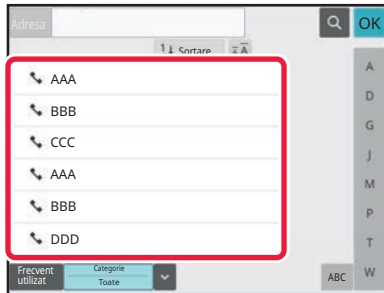 Adresa
OK
Sortare
AAA
BBB
CCC
AAA
BBB
DDD
A
D
G
J
M
P
T
W
Frecvent
utilizat
Categorie
Toate
ABC